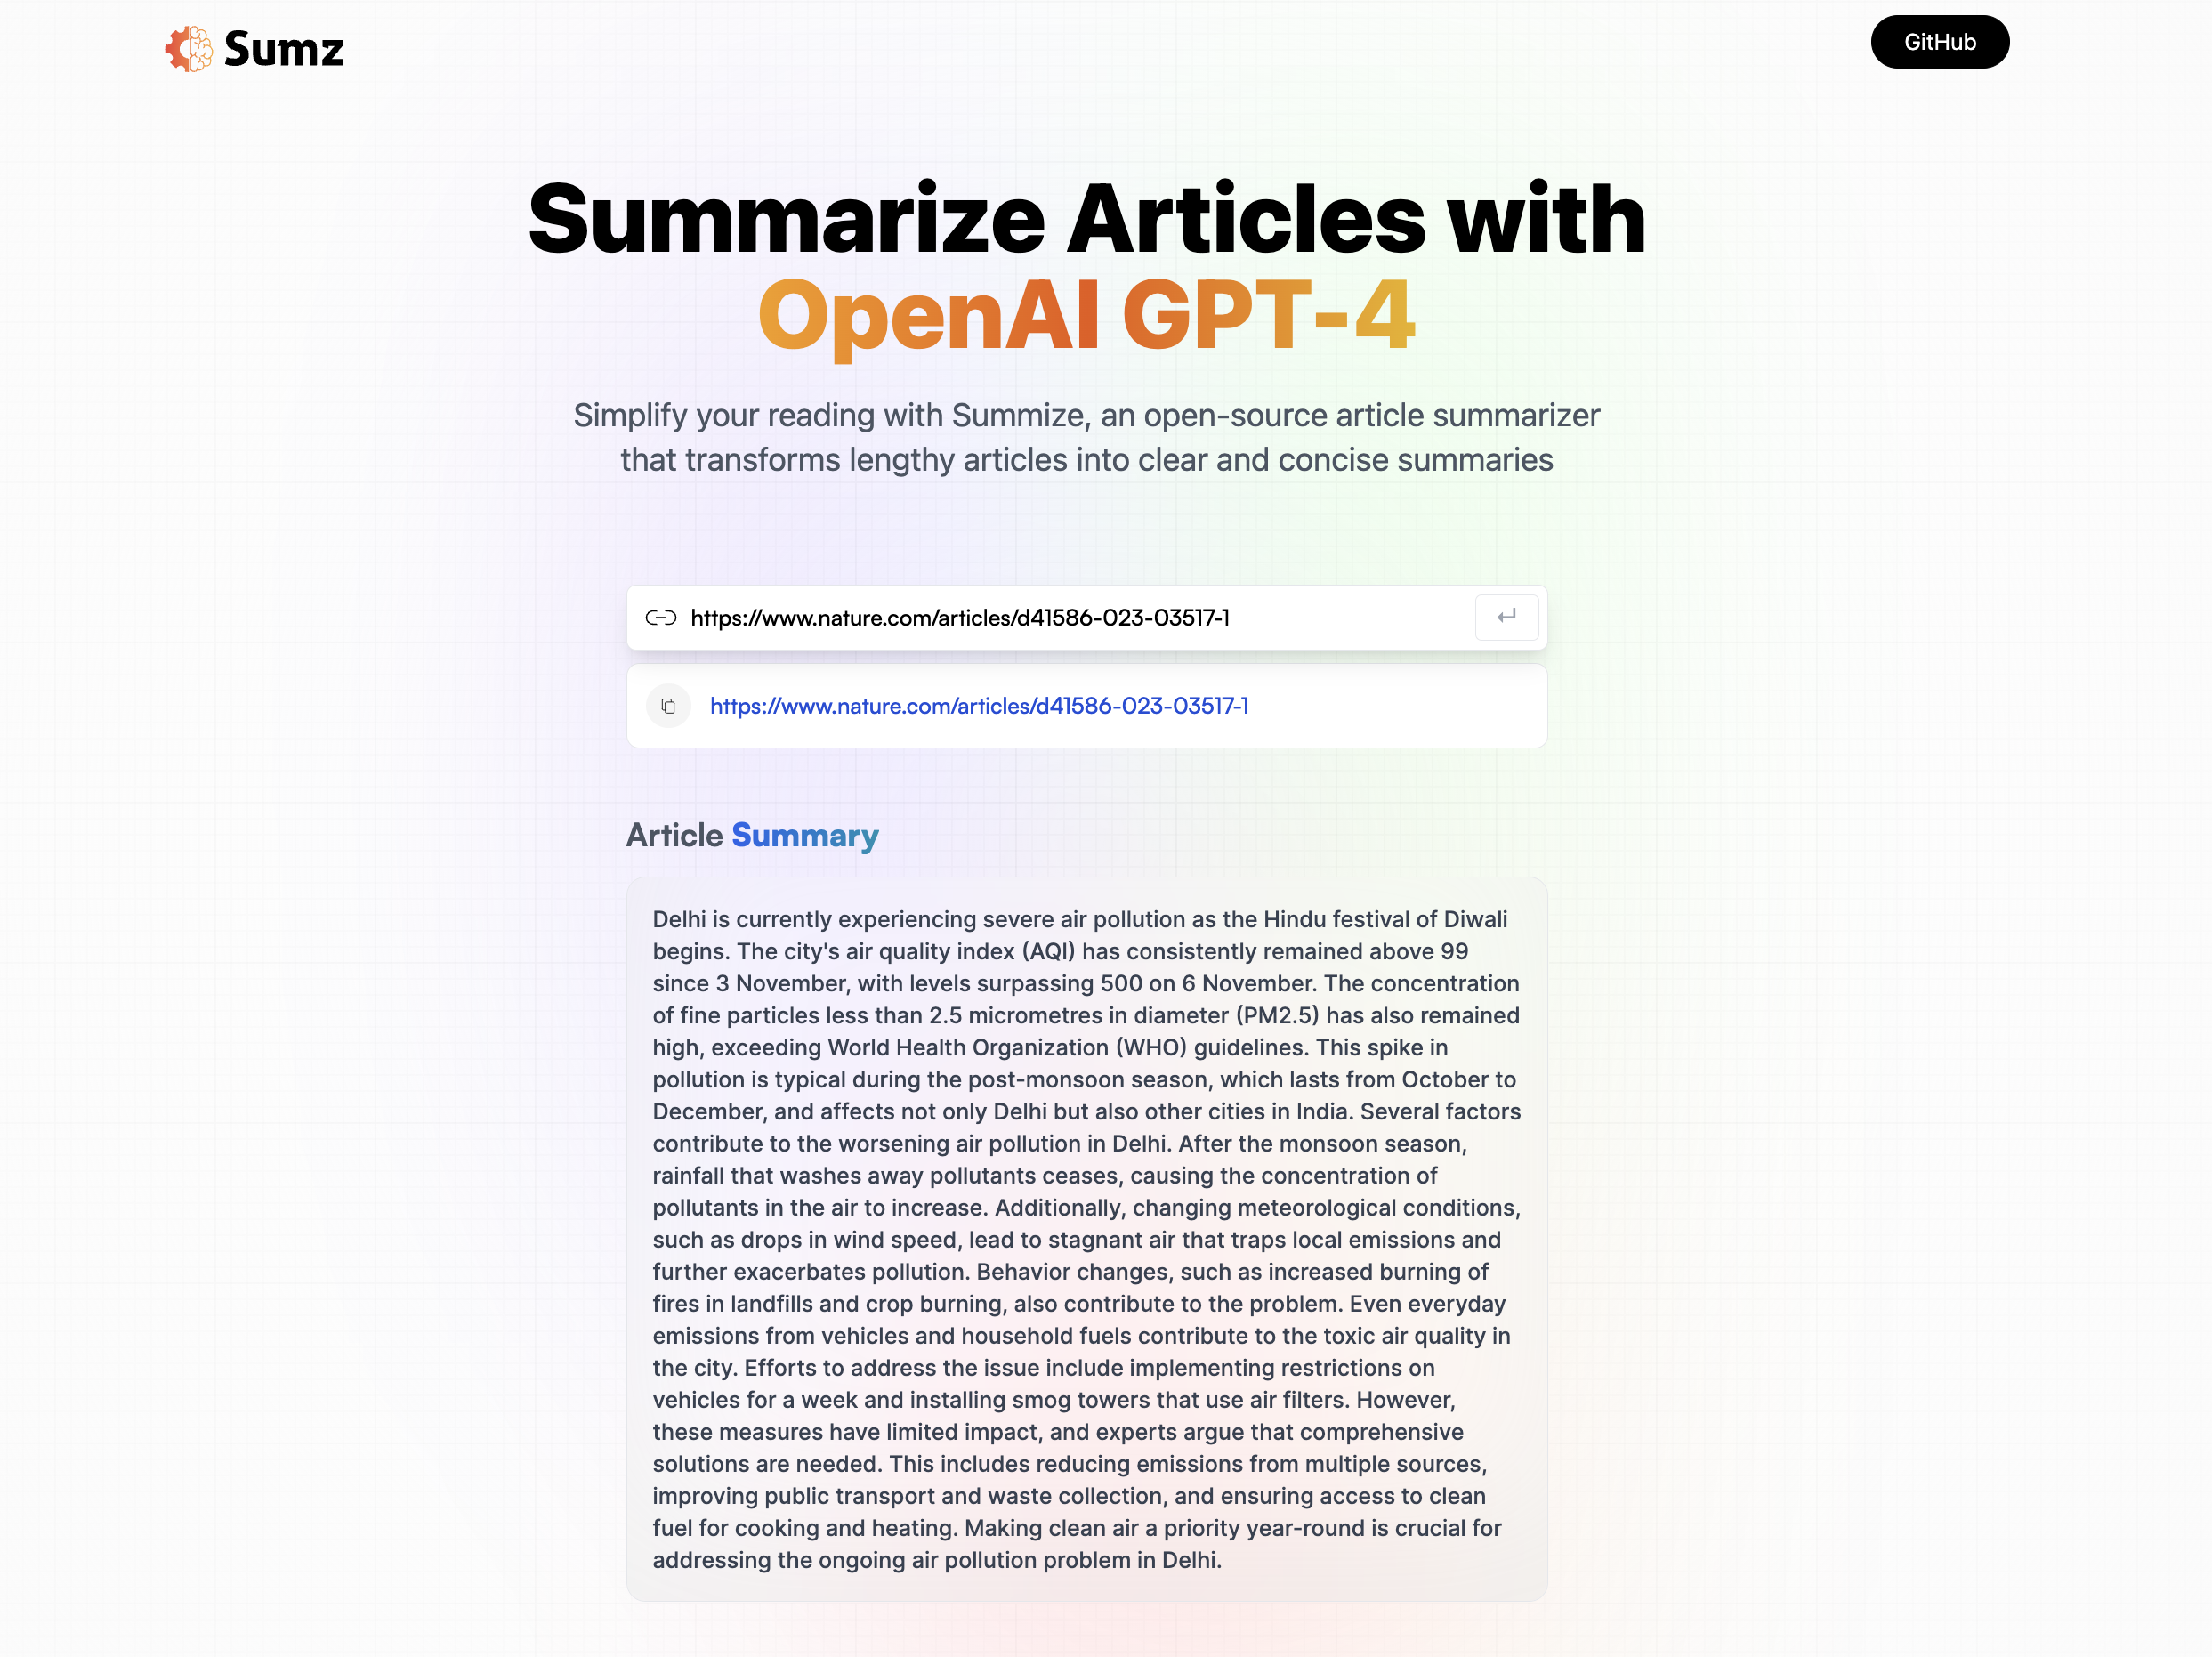 Sumz
GitHub
Summarize Articles with
OpenAI GPT-4
Simplify your reading with Summize, an open-source article summarizer
that transforms lengthy articles into clear and concise summaries
https://www.nature.com/articles/d41586-023-03517-1
https://www.nature.com/articles/d41586-023-03517-1
Article Summary
Delhi is currently experiencing severe air pollution as the Hindu festival of Diwali
begins. The city's air quality index (AQI) has consistently remained above 99
since 3 November, with levels surpassing 500 on 6 November. The concentration
of fine particles less than 2.5 micrometres in diameter (PM2.5) has also remained
high, exceeding World Health Organization (WHO) guidelines. This spike in
pollution is typical during the post-monsoon season, which lasts from October to
December, and affects not only Delhi but also other cities in India. Several factors
contribute to the worsening air pollution in Delhi. After the monsoon season,
rainfall that washes away pollutants ceases, causing the concentration of
pollutants in the air to increase. Additionally, changing meteorological conditions,
such as drops in wind speed, lead to stagnant air that traps local emissions and
further exacerbates pollution. Behavior changes, such as increased burning of
fires in landfills and crop burning, also contribute to the problem. Even everyday
emissions from vehicles and household fuels contribute to the toxic air quality in
the city. Efforts to address the issue include implementing restrictions on
vehicles for a week and installing smog towers that use air filters. However,
these measures have limited impact, and experts argue that comprehensive
solutions are needed. This includes reducing emissions from multiple sources,
improving public transport and waste collection, and ensuring access to clean
fuel for cooking and heating. Making clean air a priority year-round is crucial for
addressing the ongoing air pollution problem in Delhi.